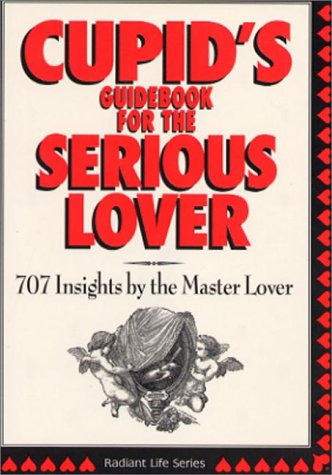 CUPID'S
GUIDEBOOK
FOR THE
SERIOUS
LOVER
707 Insights by the Master Lover
Radiant Life Series